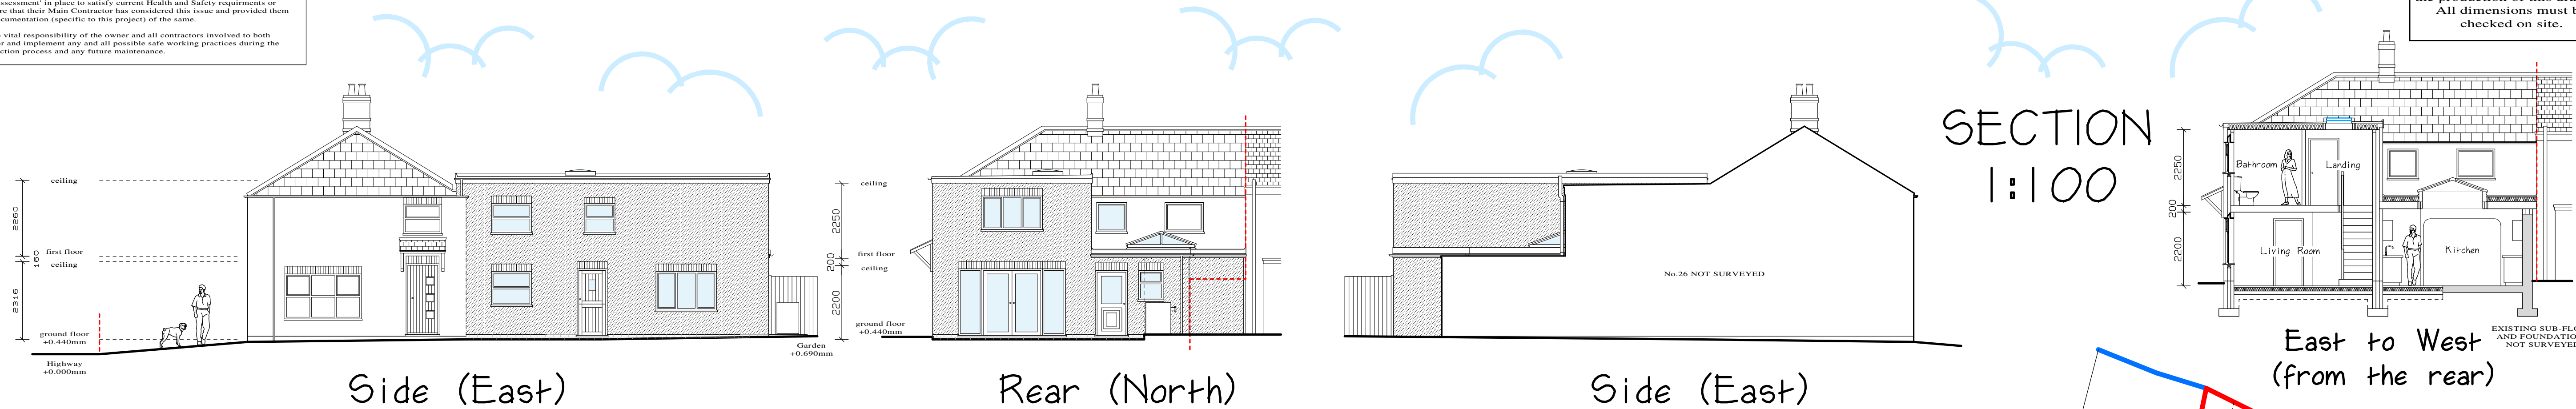 ssessment' in place to satisfy current Health and Safety requirments or
re that their Main Contractor has considered this issue and provided them
cumentation (specific to this project) of the same.
vital responsibility of the owner and all contractors involved to both
or and implement any and all possible safe working practices during the
ction process and any future maintenance.
ceiling
2260
first floor
160
ceiling
2316
ground floor
+0.440mm
Highway
+0.000mm
Garden
+0.690mm
Side (East)
ceiling
2250
first floor
200
ceiling
2200
ground floor
+0.440mm
Rear (North)
No.26 NOT SURVEYED
Side (East)
SECTION
1:100
All dimensions must b
checked on site.
2250
200
2200
Bathroom
Landing
Living Room
Kitchen
EXISTING SUB-FLO
AND FOUNDATIO
NOT SURVEYED
East to West
(from the rear)